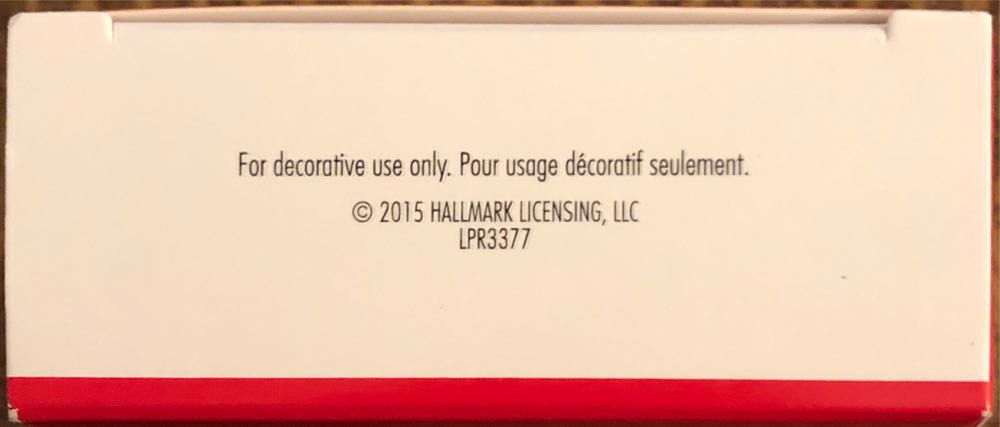 For decorative use only. Pour usage décoratif seulement.
© 2015 HALLMARK LICENSING, LLC
LPR3377